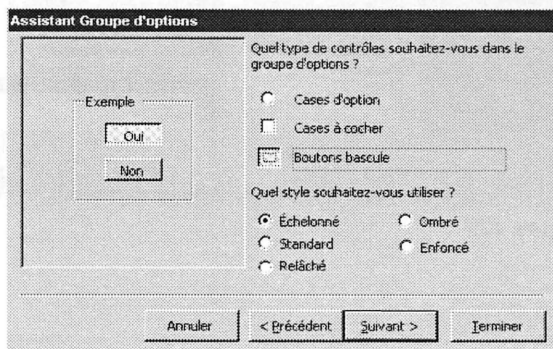 Assistant Groupe d'options
Quel type de contrôles souhaitez-vous dans le
groupe d'options ?
Exemple
Oui
Non
Cases d'option
Cases à cocher
Boutons bascule
Quel style souhaitez-vous utiliser ?
Échelonné
Ombré
Standard
Enfoncé
Relâché
Annuler
< Précédent
Suivant >
Terminer